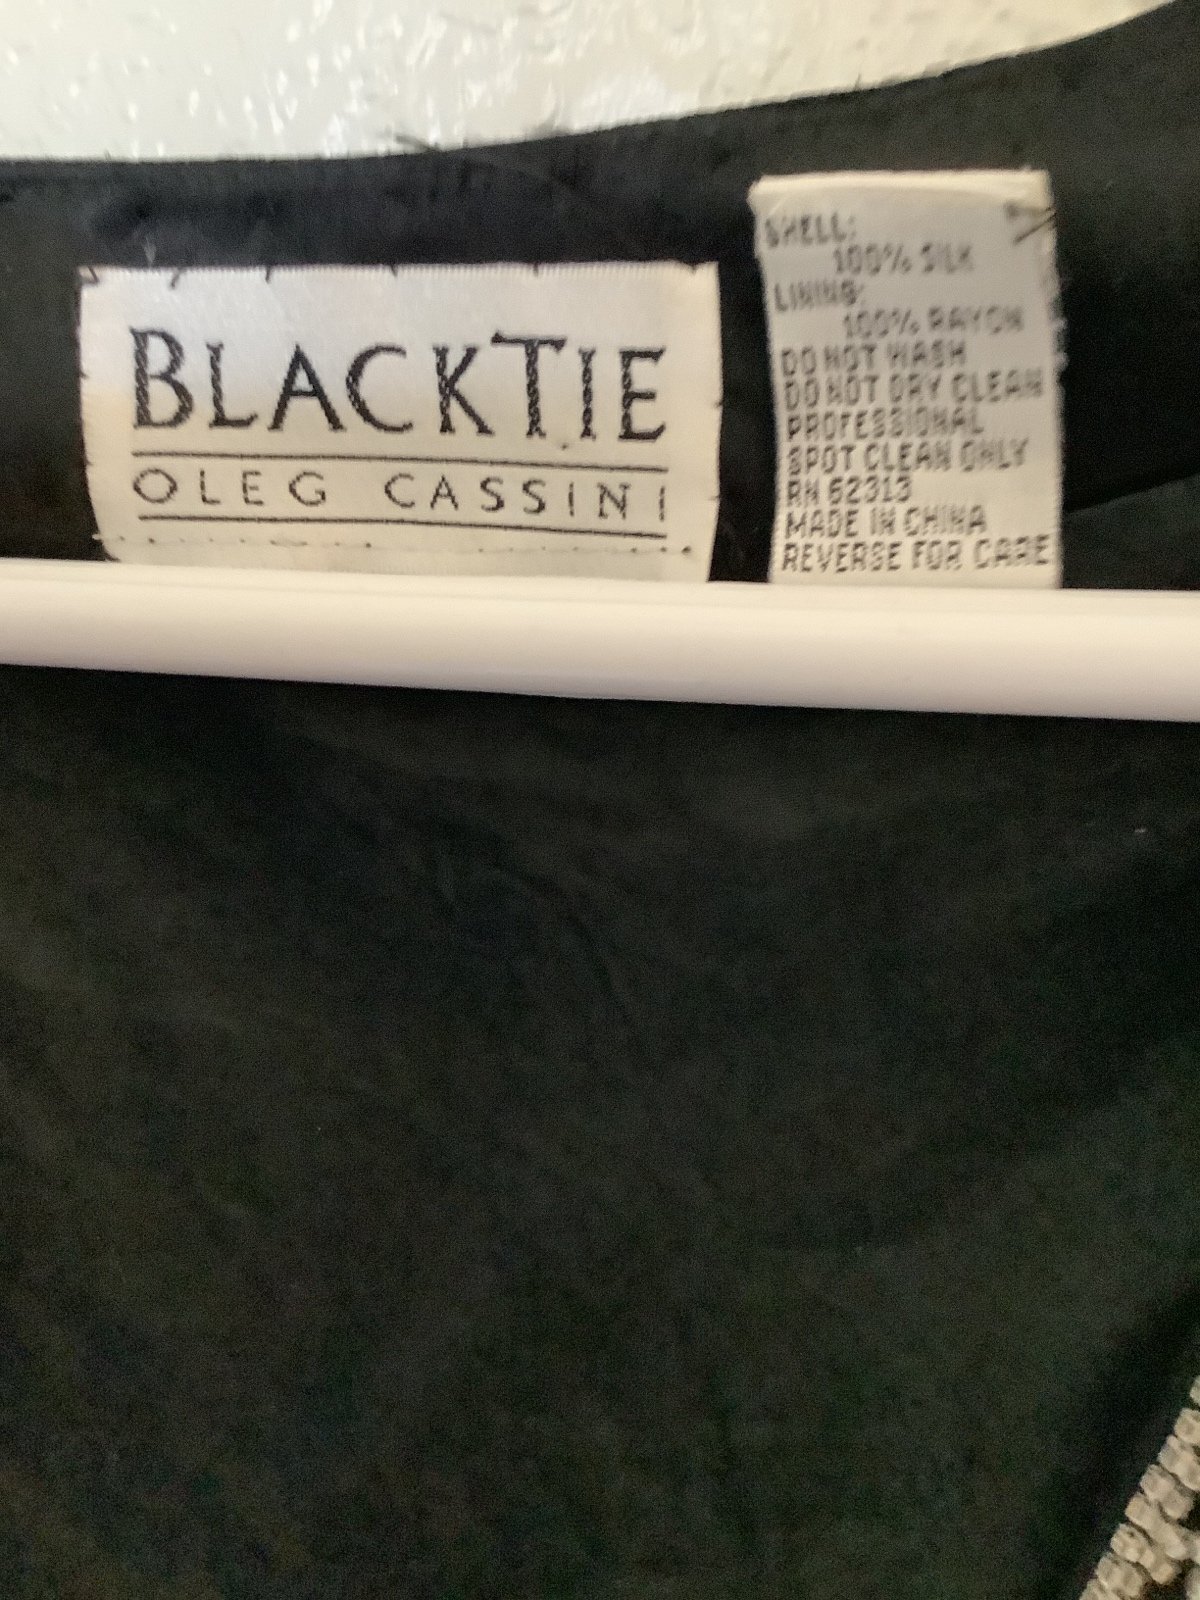 BLACKTIE
OLEG CASSINI
SHELL:
100% SILK
LINING:
100% RAYON
DO NOT WASH
DO NOT DRY CLEAN
PROFESSIONAL
SPOT CLEAN ONLY
RN 62313
MADE IN CHINA
REVERSE FOR CARE